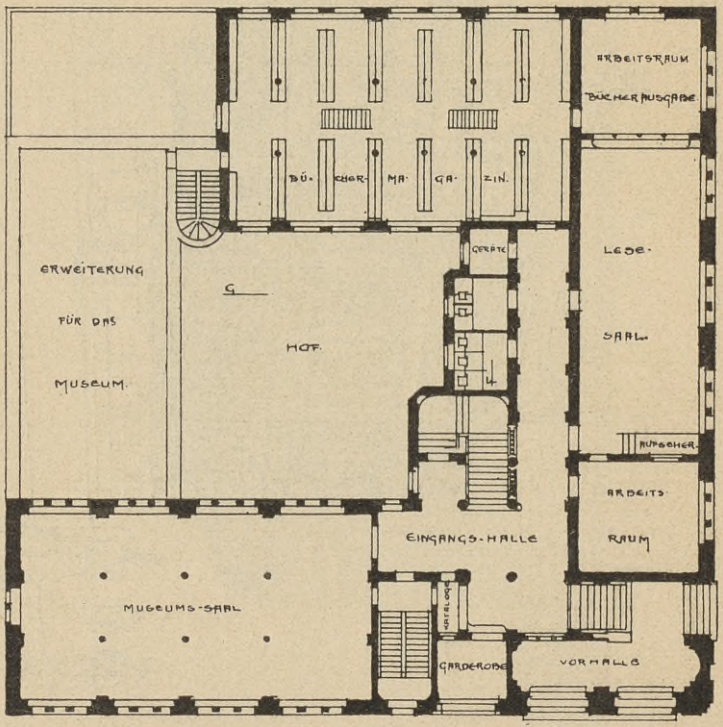 ARBEITSRAUM
BÜCHERAUSGABE.
BÜ- CHER- MA- GA- ZIN.
GERÄTE
LESE-
SAAL.
ERWEITERUNG
FÜR DAS
MUSEUM.
G
HOF.
AUFSEHER.
ARBEITS-
RAUM
EINGANGS-HALLE
MUSEUMS-SAAL
KATALOGE
GARDEROBE
VORHALLE